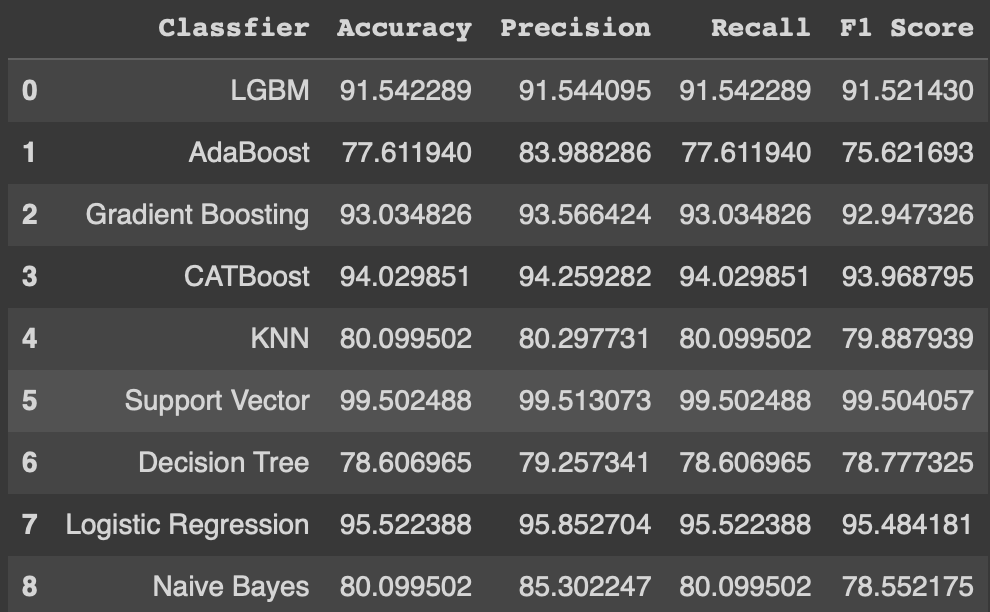 Classfier Accuracy Precision Recall F1 Score
0 LGBM 91.542289 91.544095 91.542289 91.521430
1 AdaBoost 77.611940 83.988286 77.611940 75.621693
2 Gradient Boosting 93.034826 93.566424 93.034826 92.947326
3 CATBoost 94.029851 94.259282 94.029851 93.968795
4 KNN 80.099502 80.297731 80.099502 79.887939
5 Support Vector 99.502488 99.513073 99.502488 99.504057
6 Decision Tree 78.606965 79.257341 78.606965 78.777325
7 Logistic Regression 95.522388 95.852704 95.522388 95.484181
8 Naive Bayes 80.099502 85.302247 80.099502 78.552175